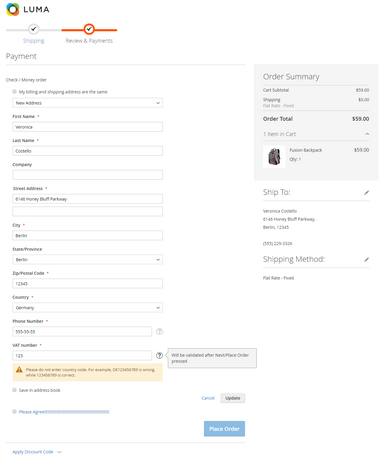 LUMA
Shipping
Review & Payments
Payment
Check / Money order
My billing and shipping address are the same
New Address
First Name *
Veronica
Last Name *
Costello
Company
Street Address *
6146 Honey Bluff Parkway
City *
Berlin
State/Province
Berlin
Zip/Postal Code *
12345
Country *
Germany
Phone Number *
555-55-55
VAT number *
123
Will be validated after Next/Place Order pressed
Please do not enter country code. For example, DE123456789 is wrong,
while 123456789 is correct.
Save in address book
Cancel
Update
Place Order
Apply Discount Code
Order Summary
Cart Subtotal $59.00
Shipping $0.00
Flat Rate - Fixed
Order Total $59.00
1 Item in Cart
Fusion Backpack $59.00
Qty: 1
Ship To:
Veronica Costello
6146 Honey Bluff Parkway,
Berlin, 12345
(555) 229-3326
Shipping Method:
Flat Rate - Fixed